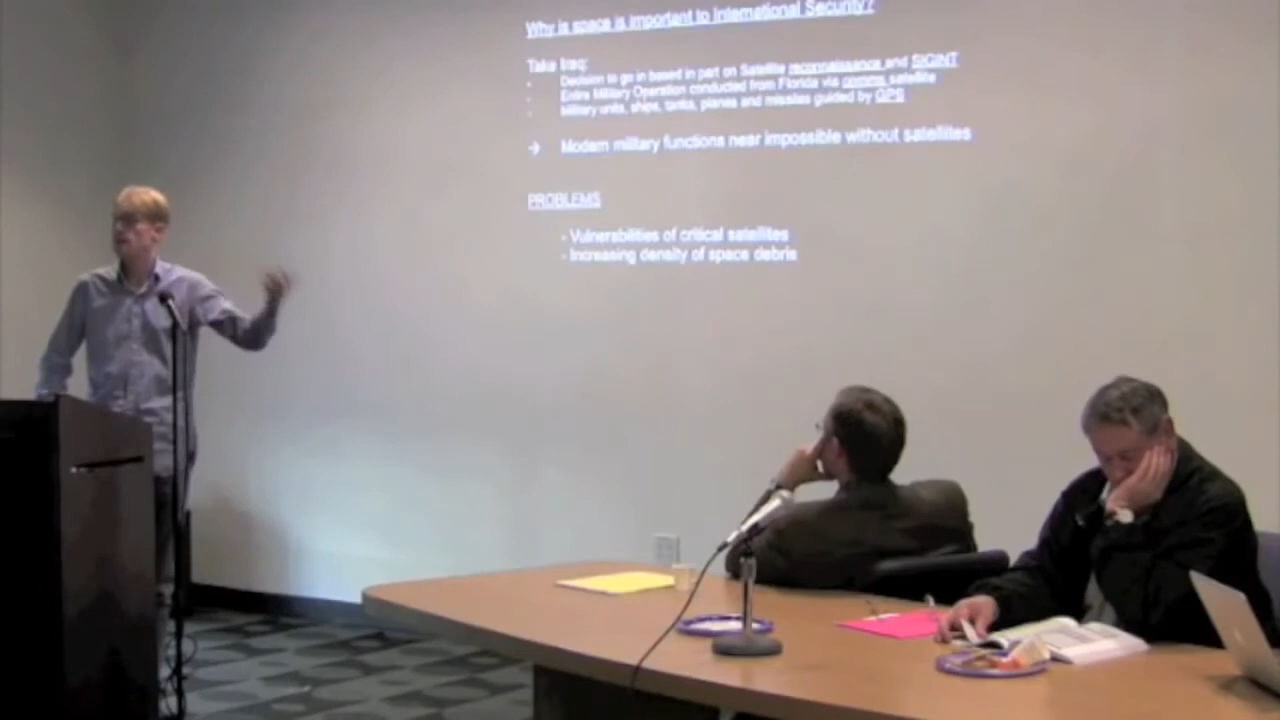 Why is space is important to International Security?
Take Iraq:
- Decision to go in based in part on Satellite reconnaissance and SIGINT
- Entire Military Operation conducted from Florida via comms satellite
- Military units, ships, tanks, planes and missiles guided by GPS
→ Modern military functions near impossible without satellites
PROBLEMS
- Vulnerabilities of critical satellites
- Increasing density of space debris